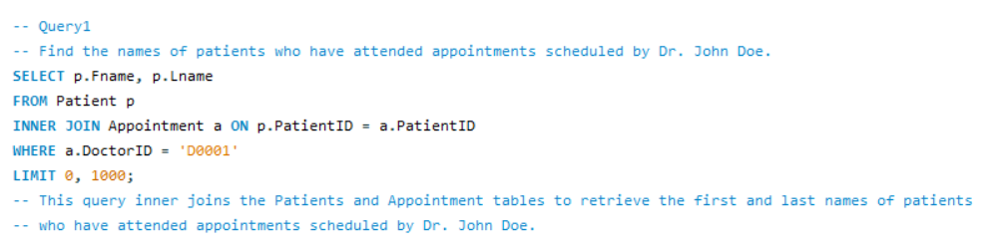 -- Query1
-- Find the names of patients who have attended appointments scheduled by Dr. John Doe.
SELECT p.Fname, p.Lname
FROM Patient p
INNER JOIN Appointment a ON p.PatientID = a.PatientID
WHERE a.DoctorID = 'D0001'
LIMIT 0, 1000;
-- This query inner joins the Patients and Appointment tables to retrieve the first and last names of patients
-- who have attended appointments scheduled by Dr. John Doe.